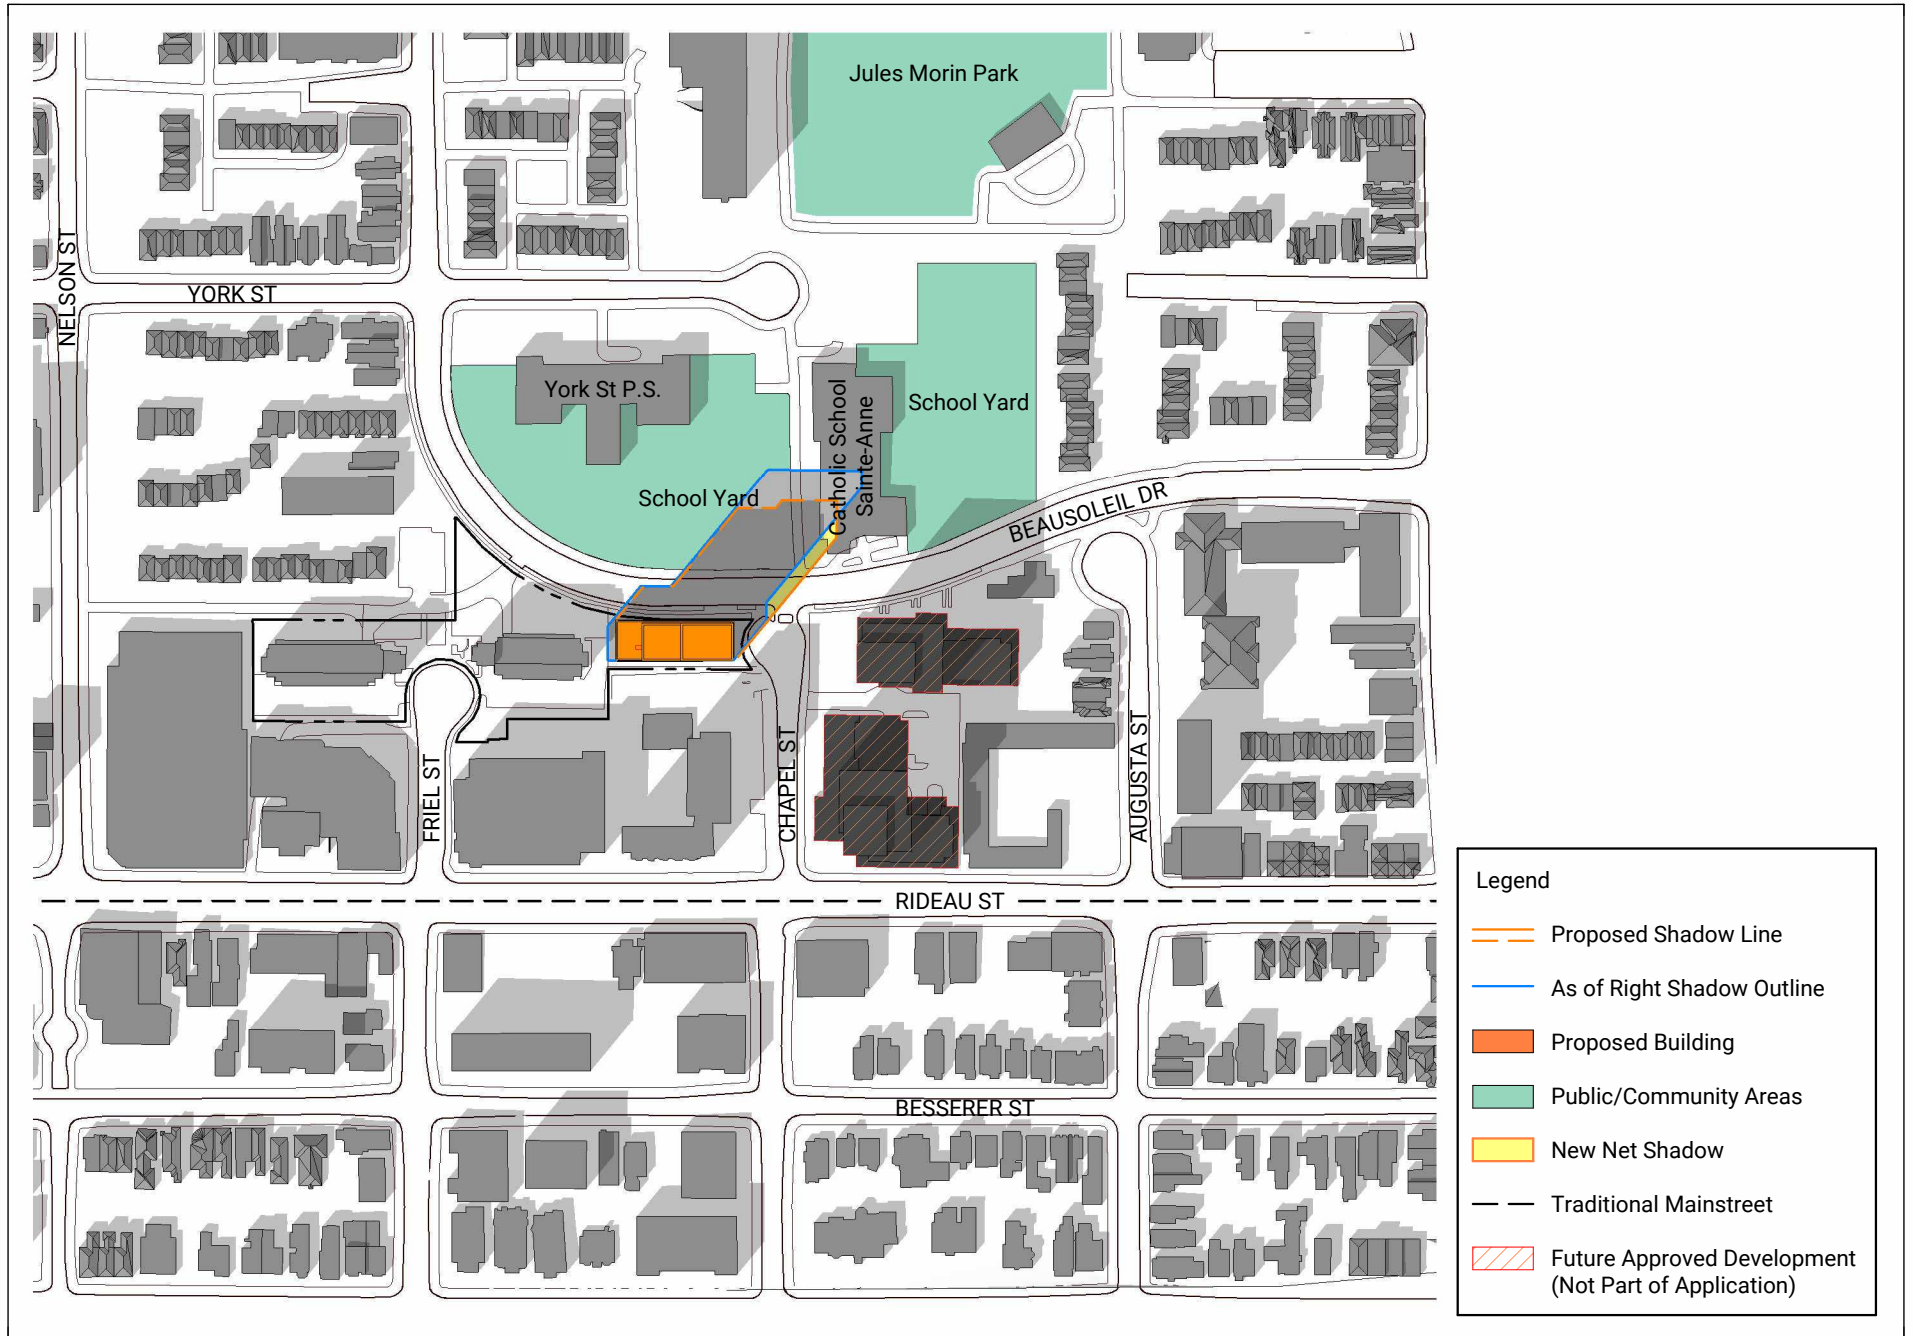 Jules Morin Park
NELSON ST
YORK ST
York St P.S.
School Yard
Catholic School
Sainte-Anne
School Yard
BEAUSOLEIL DR
FRIEL ST
CHAPEL ST
AUGUSTA ST
RIDEAU ST
BESSERER ST
Legend
Proposed Shadow Line
As of Right Shadow Outline
Proposed Building
Public/Community Areas
New Net Shadow
Traditional Mainstreet
Future Approved Development
(Not Part of Application)